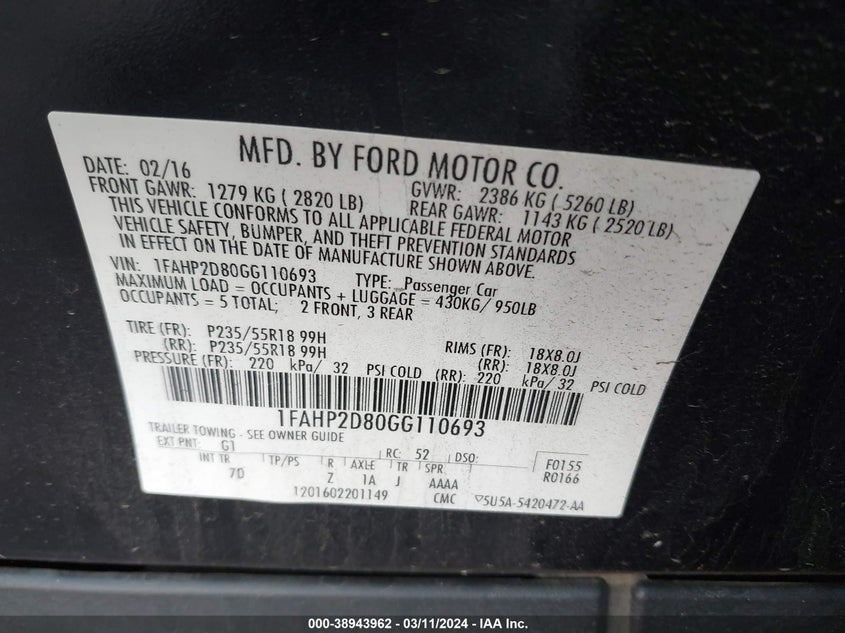 MFD. BY FORD MOTOR CO.
DATE: 02/16 GVWR: 2386 KG ( 5260 LB)
FRONT GAWR: 1279 KG ( 2820 LB) REAR GAWR: 1143 KG ( 2520 LB)
THIS VEHICLE CONFORMS TO ALL APPLICABLE FEDERAL MOTOR
VEHICLE SAFETY, BUMPER, AND THEFT PREVENTION STANDARDS
IN EFFECT ON THE DATE OF MANUFACTURE SHOWN ABOVE.
VIN: 1FAHP2D80GG110693 TYPE: Passenger Car
MAXIMUM LOAD = OCCUPANTS + LUGGAGE = 430KG/ 950LB
OCCUPANTS = 5 TOTAL; 2 FRONT, 3 REAR
TIRE (FR): P235/55R18 99H RIMS (FR): 18X8.0J
(RR): P235/55R18 99H (RR): 18X8.0J
PRESSURE (FR): 220 kPa/ 32 PSI COLD (RR): 220 kPa/ 32 PSI COLD
1FAHP2D80GG110693
TRAILER TOWING - SEE OWNER GUIDE
EXT PNT: G1 RC: 52 DSO: F0155
R0166
INT TR TP/PS R AXLE TR SPR
7D Z 1A J AAAA
1201602201149 CMC ▽5U5A-5420472-AA
000-38943962 - 03/11/2024 - IAA Inc.